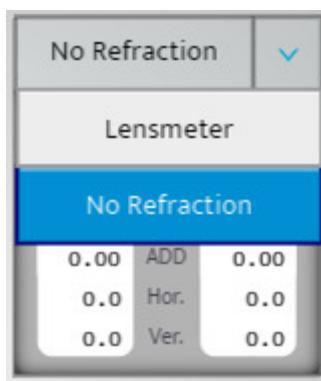 No Refraction
Lensmeter
No Refraction
0.00 ADD 0.00
0.0 Hor. 0.0
0.0 Ver. 0.0